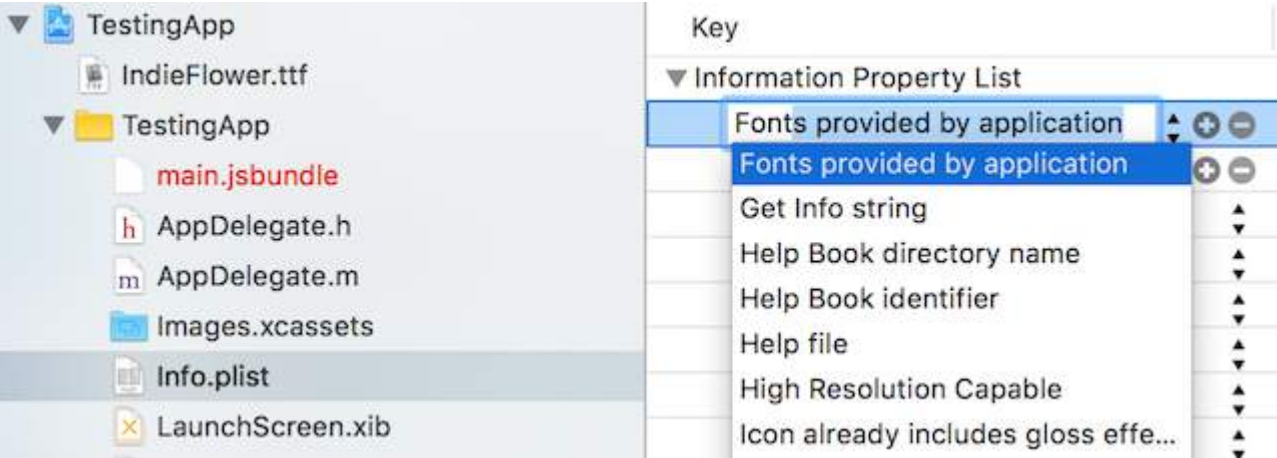 TestingApp
IndieFlower.ttf
TestingApp
main.jsbundle
h AppDelegate.h
m AppDelegate.m
Images.xcassets
Info.plist
LaunchScreen.xib
Key
Information Property List
Fonts provided by application
Fonts provided by application
Get Info string
Help Book directory name
Help Book identifier
Help file
High Resolution Capable
Icon already includes gloss effe...